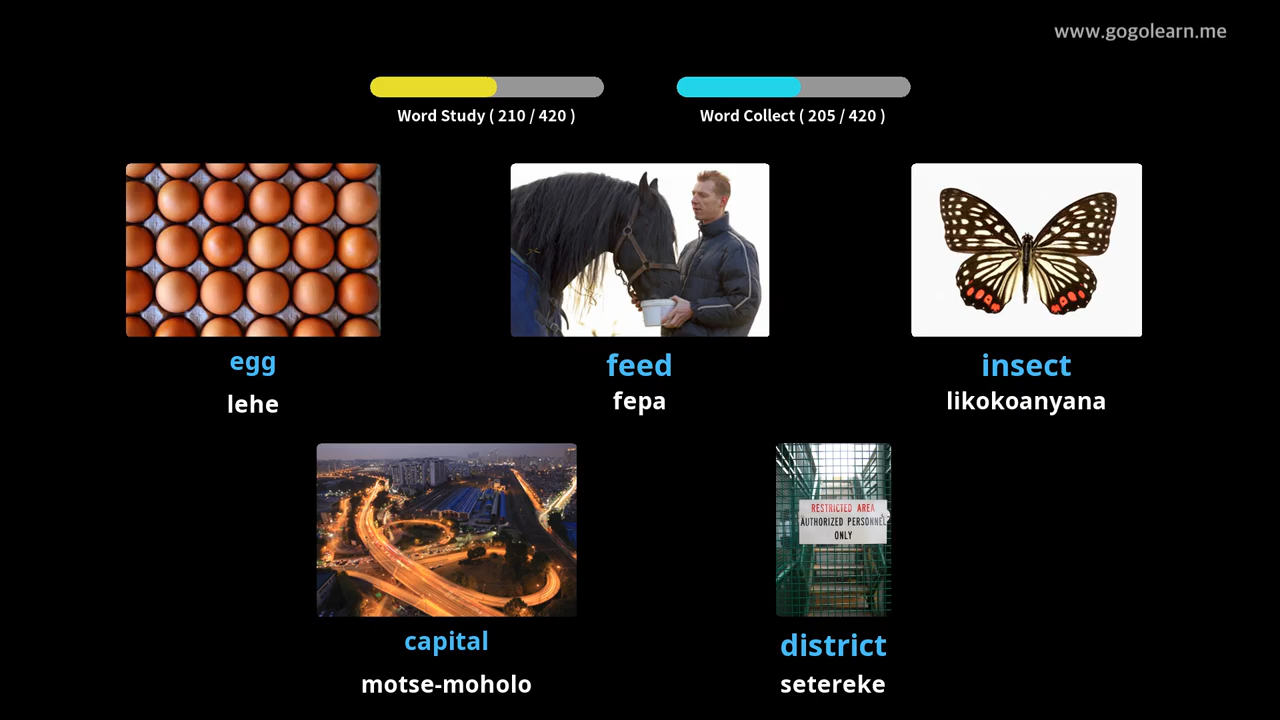 www.gogolearn.me
Word Study ( 210 / 420 )
Word Collect ( 205 / 420 )
egg
lehe
feed
fepa
insect
likokoanyana
RESTRICTED AREA
AUTHORIZED PERSONNEL
ONLY
capital
motse-moholo
district
setereke